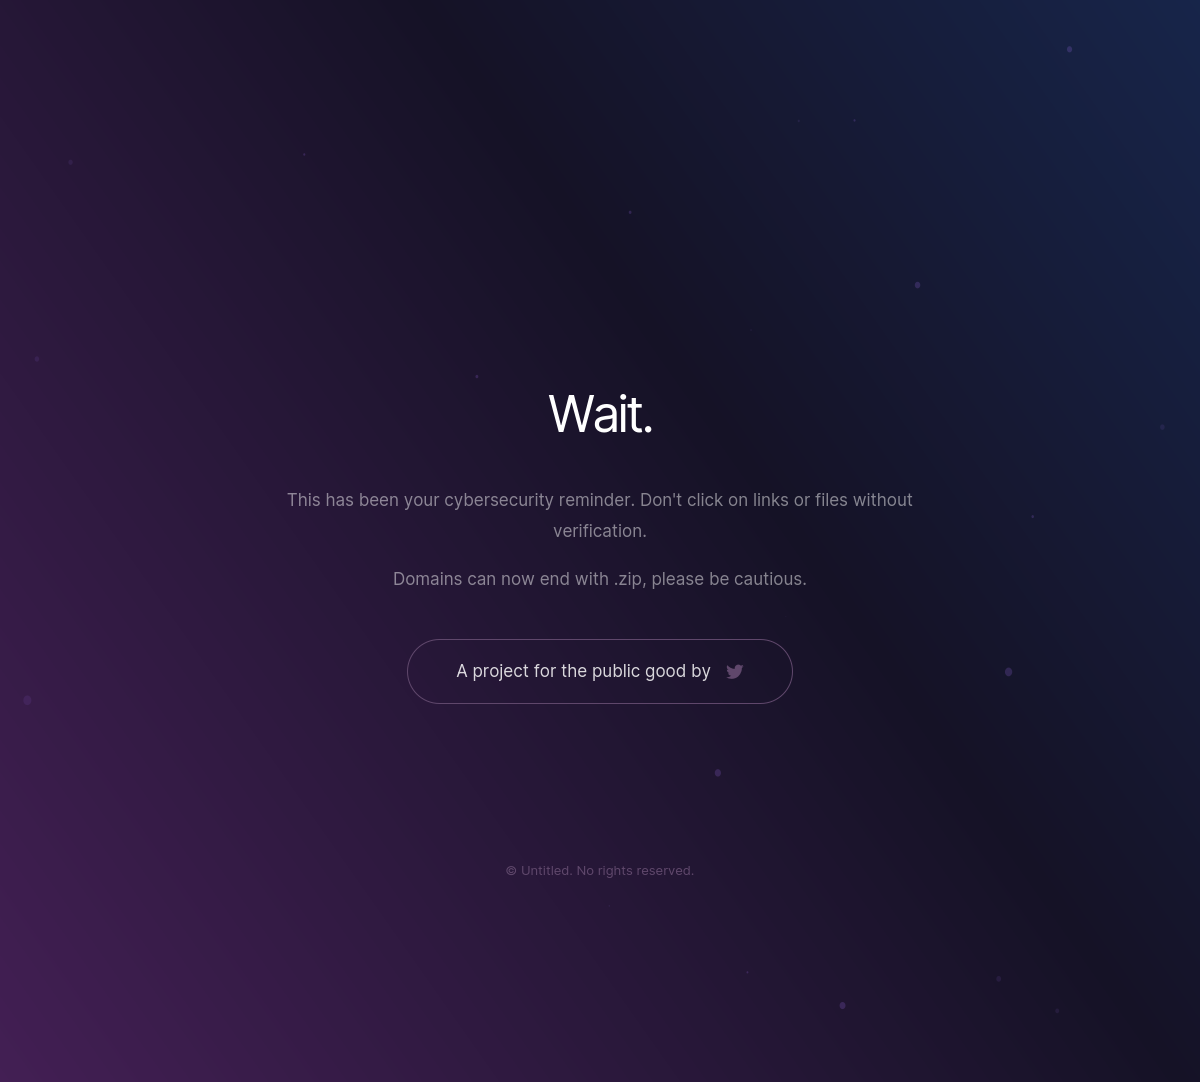 Wait.
This has been your cybersecurity reminder. Don't click on links or files without
verification.
Domains can now end with .zip, please be cautious.
A project for the public good by
© Untitled. No rights reserved.